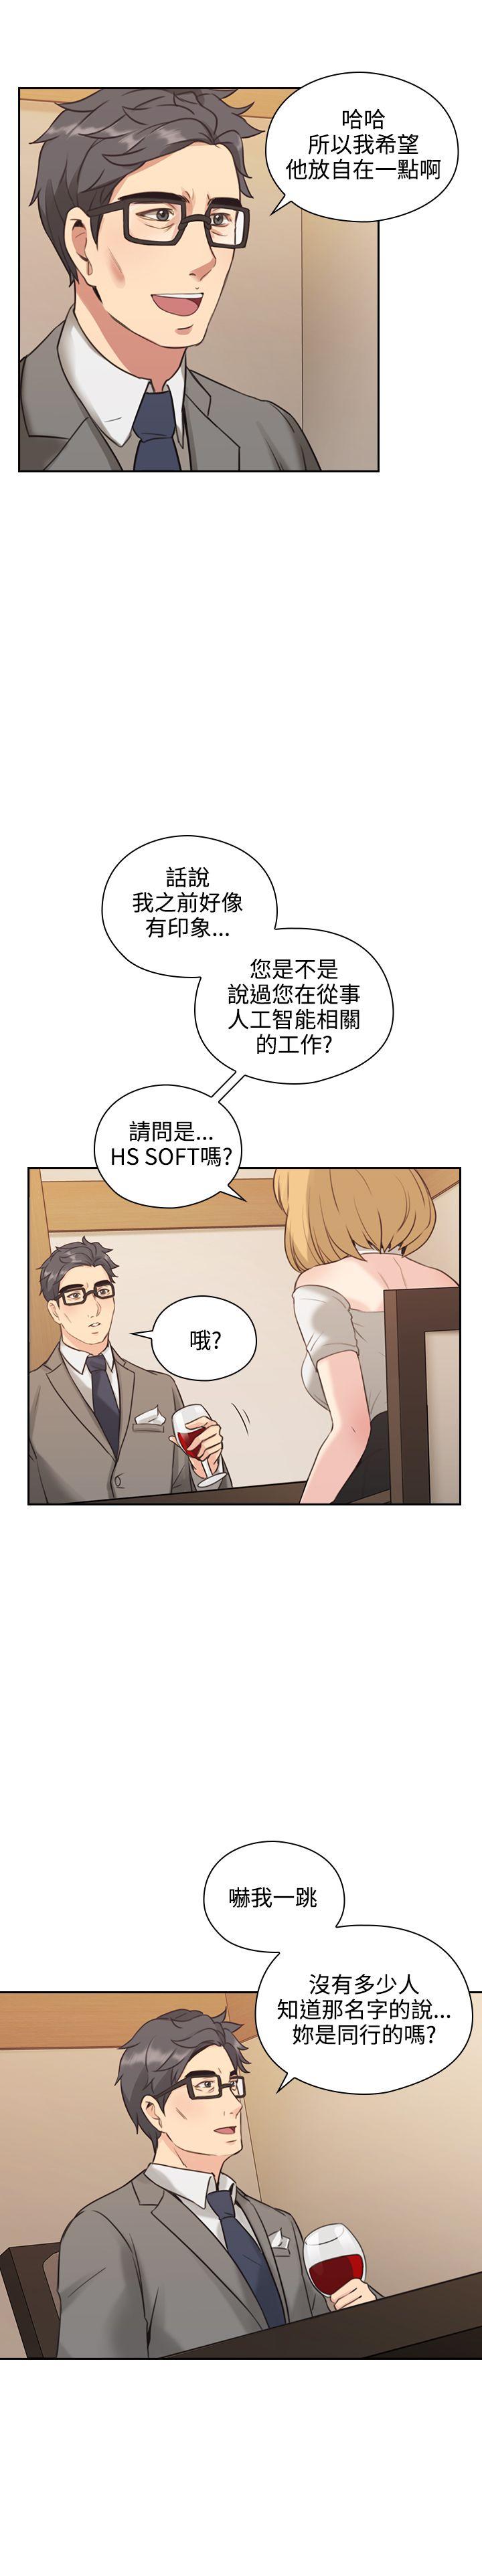 哈哈
所以我希望
他放自在一點啊
話說
我之前好像
有印象...
您是不是
說過您在從事
人工智能相關
的工作?
請問是...
HS SOFT嗎?
哦?
嚇我一跳
沒有多少人
知道那名字的說...
妳是同行的嗎?